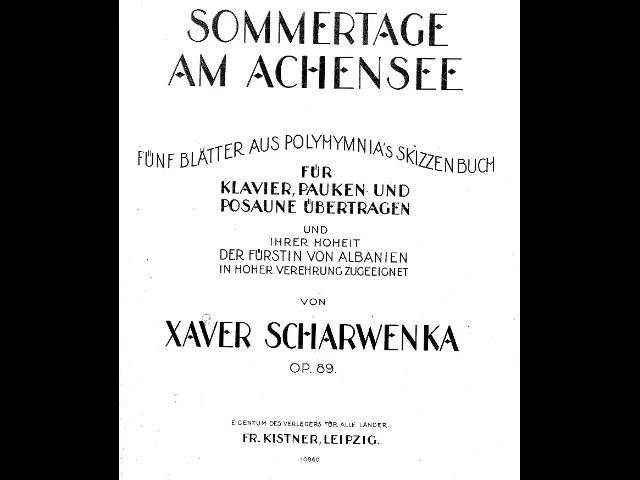 SOMMERTAGE
AM ACHENSEE
FÜNF BLÄTTER AUS POLYHYMNIA'S SKIZZENBUCH
FÜR
KLAVIER, PAUKEN UND
POSAUNE ÜBERTRAGEN
UND
IHRER HOHEIT
DER FÜRSTIN VON ALBANIEN
IN HOHER VEREHRUNG ZUGEEIGNET
VON
XAVER SCHARWENKA
OP. 89.
EIGENTUM DES VERLEGERS FÜR ALLE LÄNDER.
FR. KISTNER, LEIPZIG.
10860